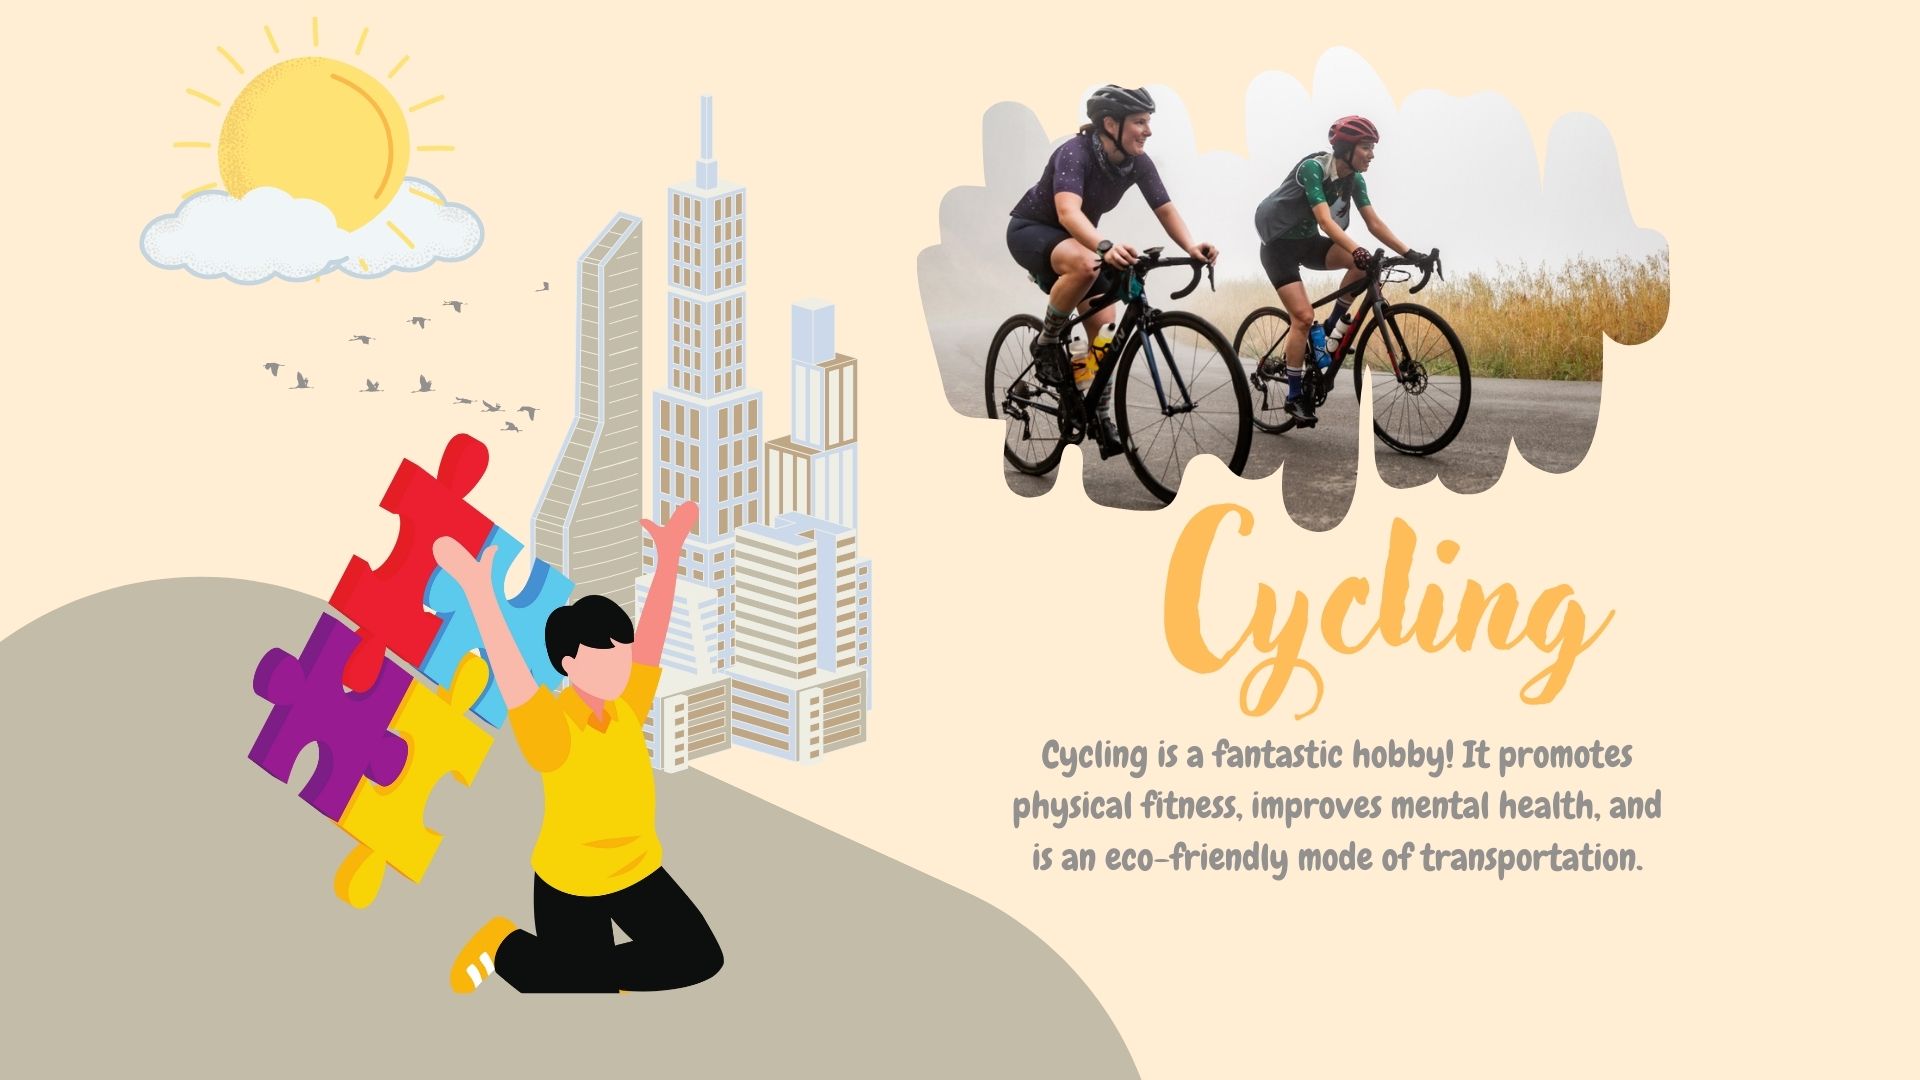 Cycling
Cycling is a fantastic hobby! It promotes
physical fitness, improves mental health, and
is an eco-friendly mode of transportation.